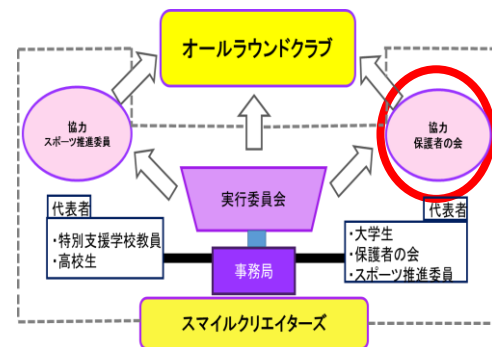 オールラウンドクラブ
協力
スポーツ推進委員
協力
保護者の会
実行委員会
代表者
・特別支援学校教員
・高校生
代表者
・大学生
・保護者の会
・スポーツ推進委員
事務局
スマイルクリエイターズ